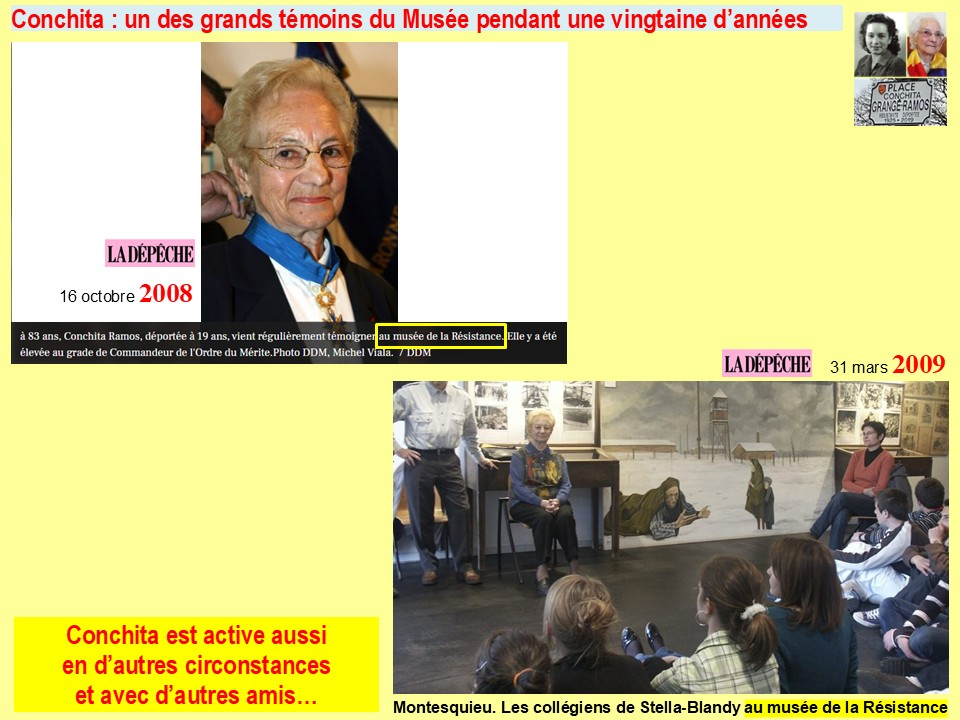 Conchita : un des grands témoins du Musée pendant une vingtaine d'années
PLACE
CONCHITA
GRANGÉ-RAMOS
RÉSISTANTE DÉPORTÉE
1925 - 2019
LA DÉPÊCHE
16 octobre 2008
à 83 ans, Conchita Ramos, déportée à 19 ans, vient régulièrement témoigner au musée de la Résistance. Elle y a été
élevée au grade de Commandeur de l'Ordre du Mérite.Photo DDM, Michel Viala. / DDM
LA DÉPÊCHE 31 mars 2009
Conchita est active aussi
en d'autres circonstances
et avec d'autres amis…
Montesquieu. Les collégiens de Stella-Blandy au musée de la Résistance